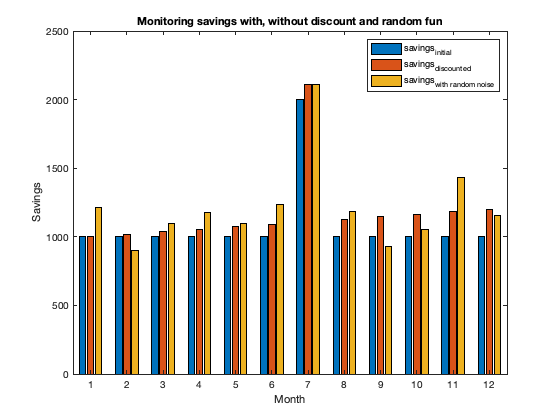 Monitoring savings with, without discount and random fun
2500
2000
1500
1000
500
0
Savings
savings initial
savings discounted
savings with random noise
1 2 3 4 5 6 7 8 9 10 11 12
Month